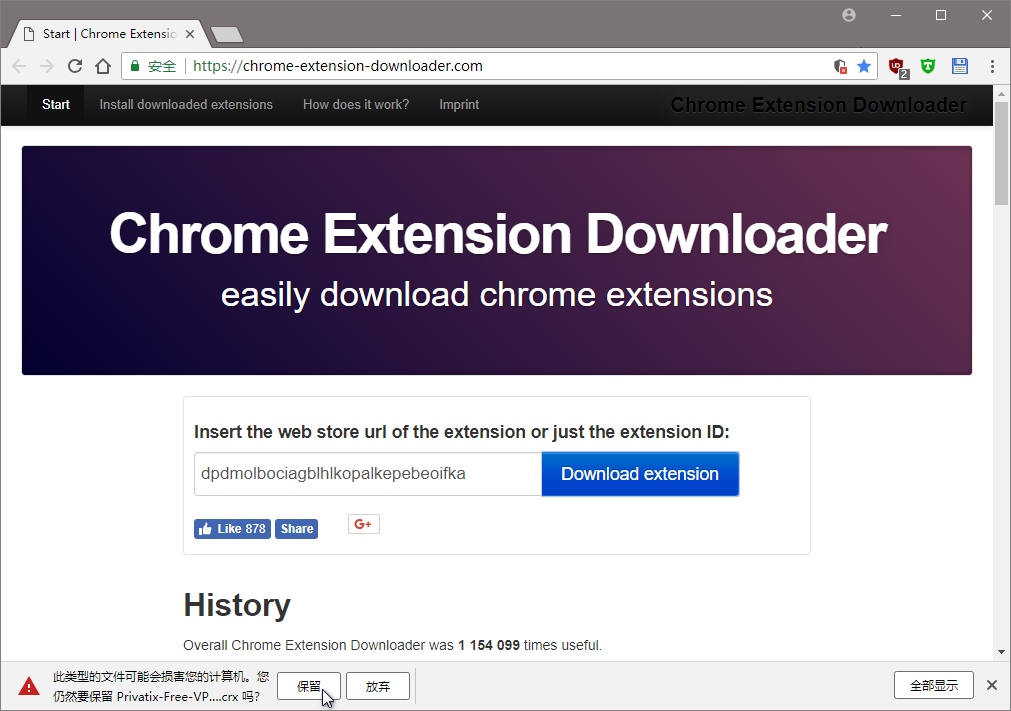 Start | Chrome Extensio
安全 | https://chrome-extension-downloader.com
2
Start Install downloaded extensions How does it work? Imprint Chrome Extension Downloader
Chrome Extension Downloader
easily download chrome extensions
Insert the web store url of the extension or just the extension ID:
dpdmolbociagblhlkopalkepebeoifka Download extension
Like 878 Share G+
History
Overall Chrome Extension Downloader was 1 154 099 times useful.
此类型的文件可能会损害您的计算机。您
仍然要保留 Privatix-Free-VP....crx 吗?
保留 放弃 全部显示